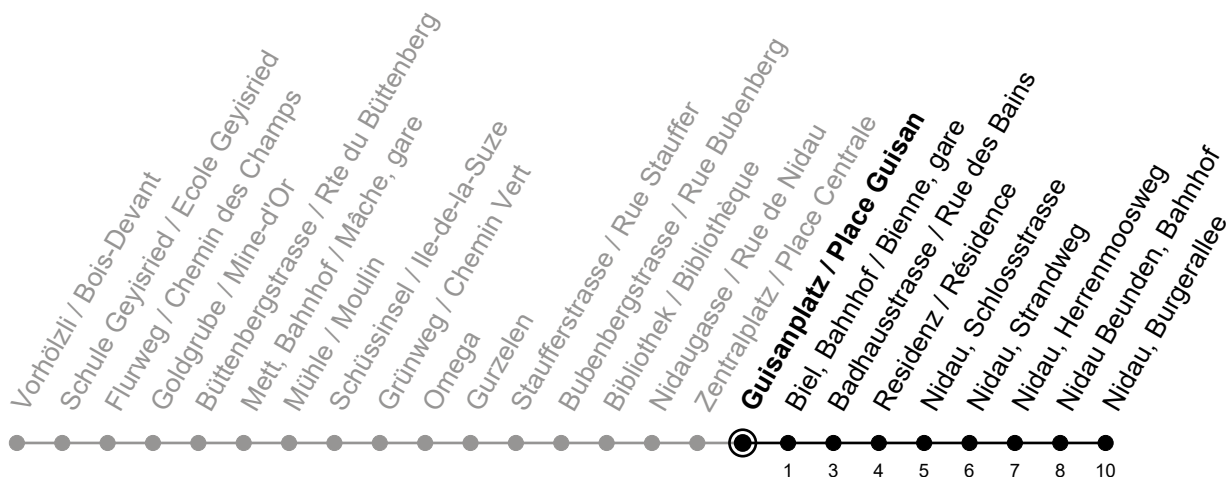 Vorhölzli / Bois-Devant
Schule Geyisried / Ecole Geyisried
Flurweg / Chemin des Champs
Goldgrube / Mine-d'Or
Büttenbergstrasse / Rte du Büttenberg
Mett, Bahnhof / Mâche, gare
Mühle / Moulin
Schüssinsel / Ile-de-la-Suze
Grünweg / Chemin Vert
Omega
Gurzelen
Staufferstrasse / Rue Stauffer
Bubenbergstrasse / Rue Bubenberg
Bibliothek / Bibliothèque
Nidaugasse / Rue de Nidau
Zentralplatz / Place Centrale
Guisanplatz / Place Guisan
Biel, Bahnhof / Bienne, gare
Badhausstrasse / Rue des Bains
Residenz / Résidence
Nidau, Schlossstrasse
Nidau, Strandweg
Nidau, Herrenmoosweg
Nidau Beunden, Bahnhof
Nidau, Burgerallee
1 3 4 5 6 7 8 10